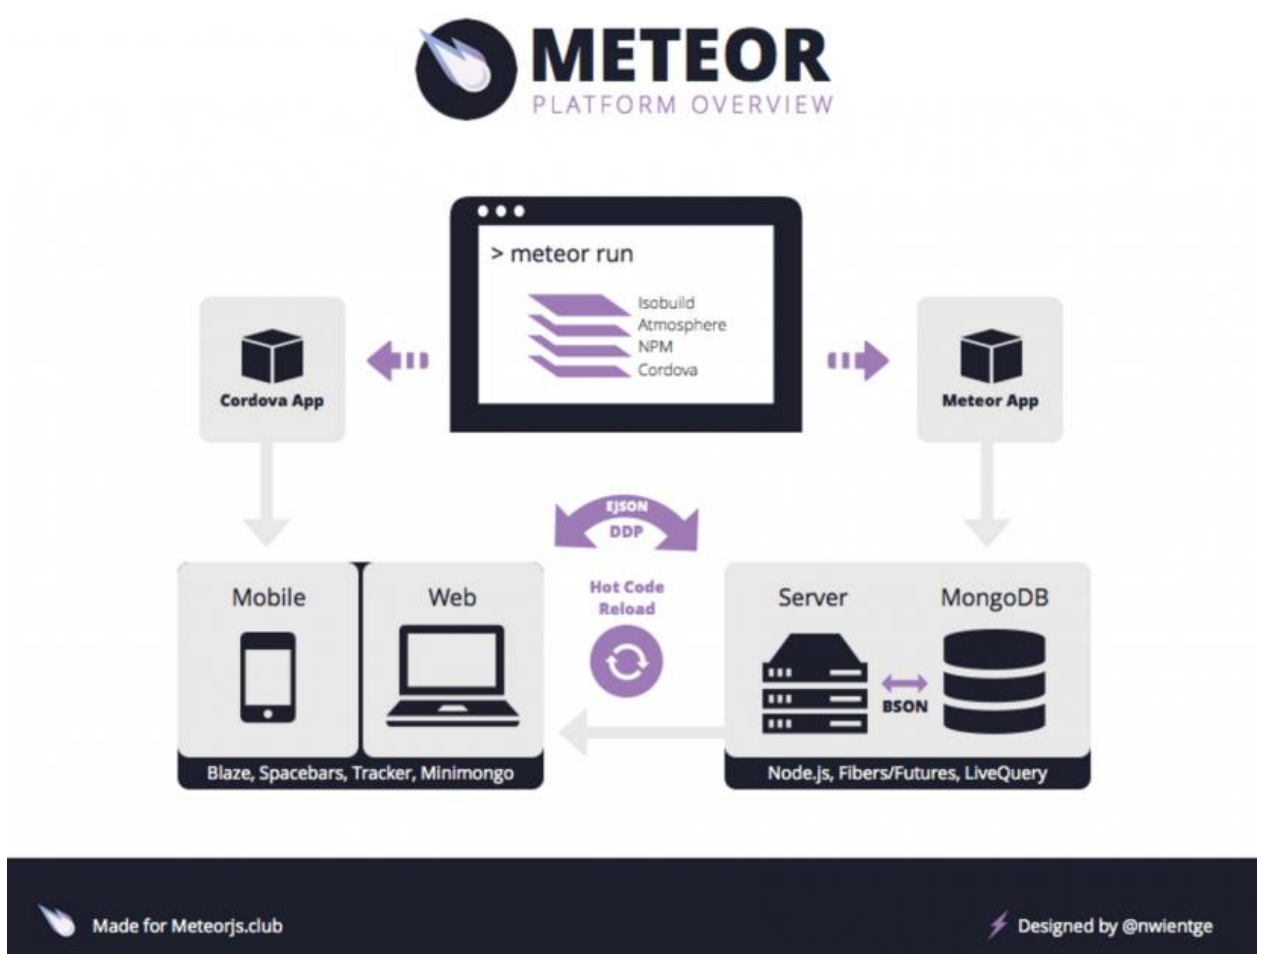 METEOR
PLATFORM OVERVIEW
> meteor run
Isobuild
Atmosphere
NPM
Cordova
Cordova App
Meteor App
EJSON
DDP
Hot Code
Reload
Mobile
Web
Blaze, Spacebars, Tracker, Minimongo
Server
MongoDB
BSON
Node.js, Fibers/Futures, LiveQuery
Made for Meteorjs.club
Designed by @nwientge